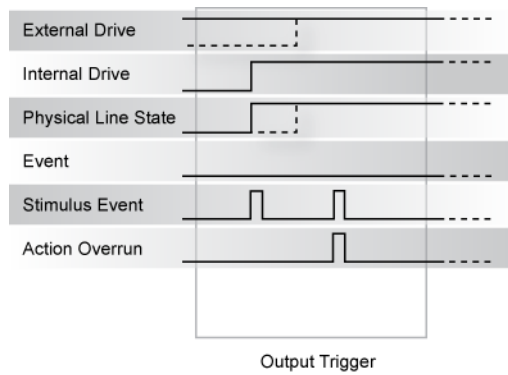 External Drive
Internal Drive
Physical Line State
Event
Stimulus Event
Action Overrun
Output Trigger